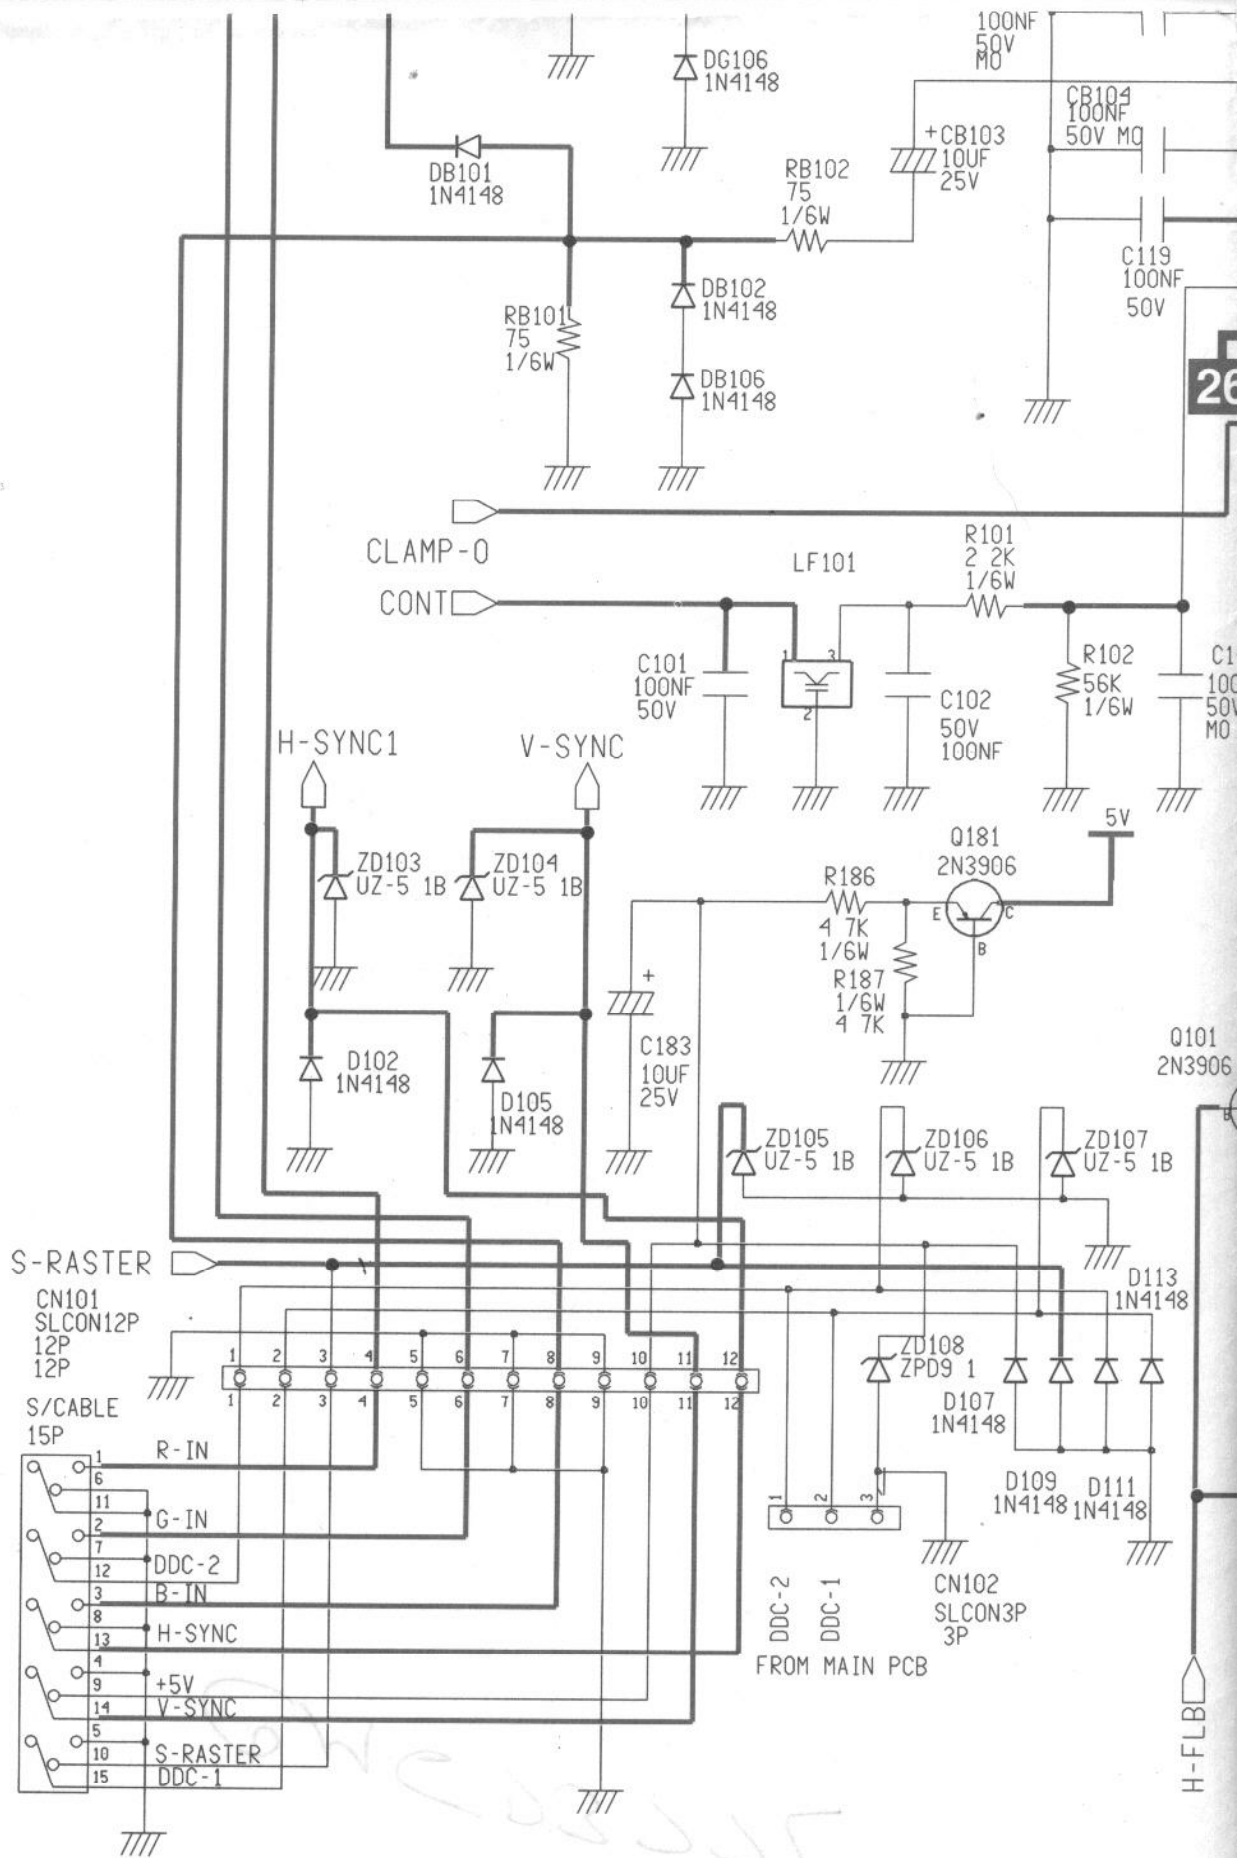 100NF
50V
MO
DG106
1N4148
CB104
100NF
50V MO
+CB103
10UF
25V
DB101
1N4148
RB102
75
1/6W
C119
100NF
50V
DB102
1N4148
RB101
75
1/6W
DB106
1N4148
26
CLAMP-O
LF101
R101
2 2K
1/6W
CONT
1
3
2
C101
100NF
50V
C102
50V
100NF
R102
56K
1/6W
50V
MO
H-SYNC1
V-SYNC
5V
Q181
2N3906
ZD103
UZ-5 1B
ZD104
UZ-5 1B
R186
4 7K
1/6W
E
C
B
R187
1/6W
4 7K
+
C183
10UF
25V
Q101
2N3906
B
D102
1N4148
D105
1N4148
ZD105
UZ-5 1B
ZD106
UZ-5 1B
ZD107
UZ-5 1B
S-RASTER
D113
1N4148
CN101
SLCON12P
12P
12P
1 2 3 4 5 6 7 8 9 10 11 12
1 2 3 4 5 6 7 8 9 10 11 12
ZD108
ZPD9 1
D107
1N4148
D109
1N4148
D111
1N4148
S/CABLE
15P
1 R-IN
6
11
2 G-IN
7
12 DDC-2
3 B-IN
8
13 H-SYNC
4
9 +5V
14 V-SYNC
5
10 S-RASTER
15 DDC-1
1 2 3
DDC-2
DDC-1
CN102
SLCON3P
3P
FROM MAIN PCB
H-FLB